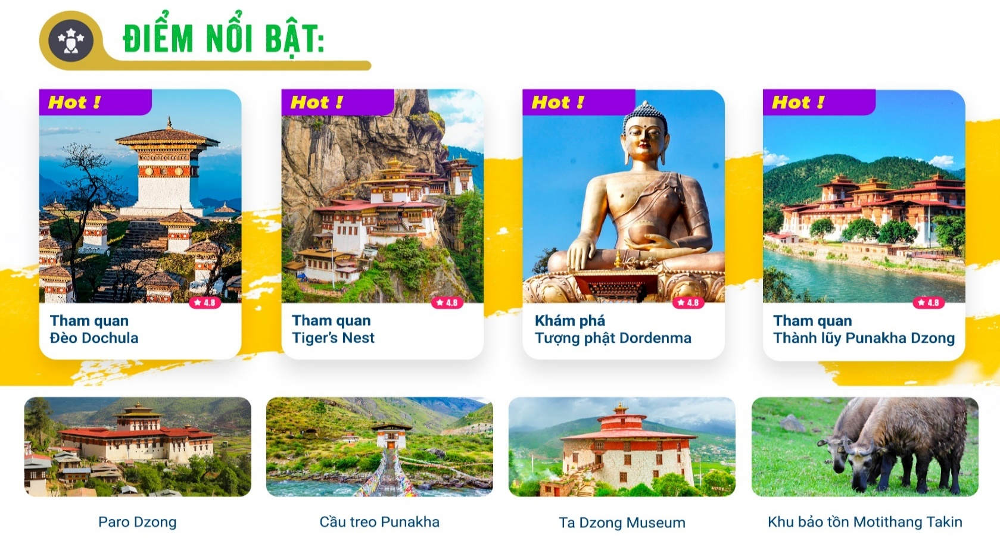 ĐIỂM NỔI BẬT:
Hot !
Hot !
Hot !
Hot !
4.8
4.8
4.8
4.8
Tham quan
Đèo Dochula
Tham quan
Tiger's Nest
Khám phá
Tượng phật Dordenma
Tham quan
Thành lũy Punakha Dzong
Paro Dzong
Cầu treo Punakha
Ta Dzong Museum
Khu bảo tồn Motithang Takin